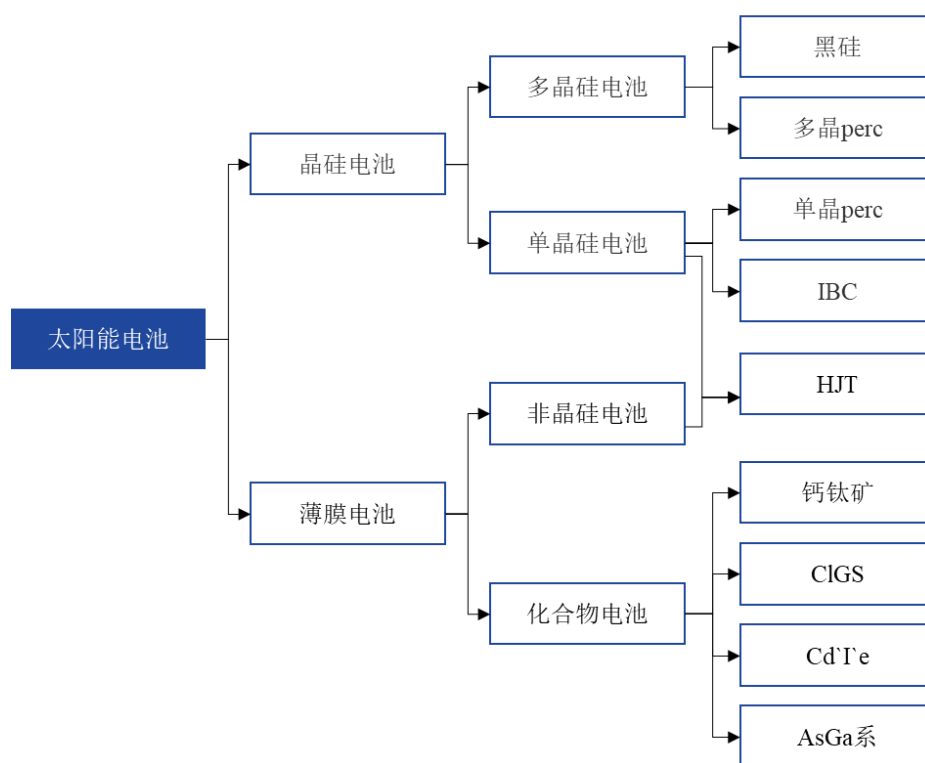 太阳能电池
晶硅电池
薄膜电池
多晶硅电池
单晶硅电池
非晶硅电池
化合物电池
黑硅
多晶perc
单晶perc
IBC
HJT
钙钛矿
ClGS
Cd`I`e
AsGa系